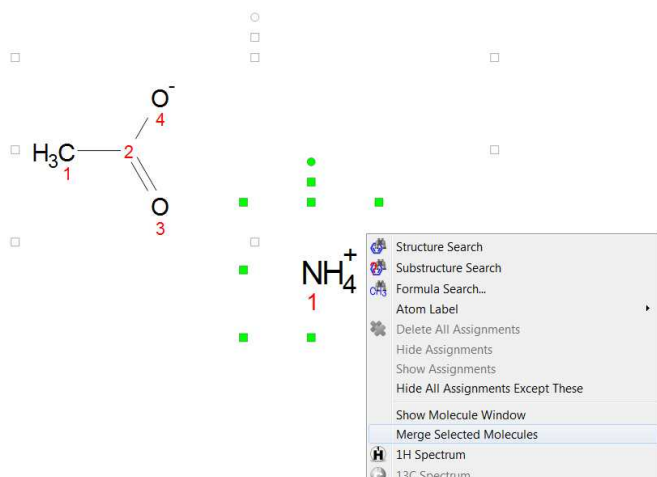 O-
4
H3C
1
2
O
3
NH4+
1
Structure Search
Substructure Search
CH3 Formula Search...
Atom Label
Delete All Assignments
Hide Assignments
Show Assignments
Hide All Assignments Except These
Show Molecule Window
Merge Selected Molecules
H 1H Spectrum
13C Spectrum